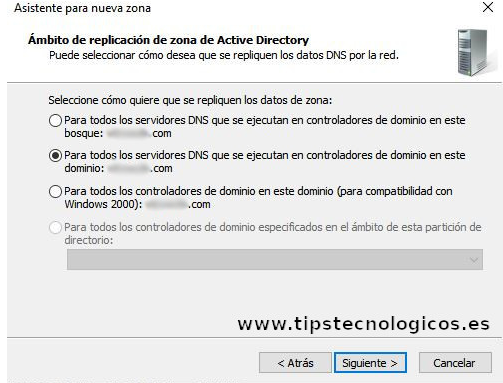 Asistente para nueva zona
Ámbito de replicación de zona de Active Directory
Puede seleccionar cómo desea que se repliquen los datos DNS por la red.
Seleccione cómo quiere que se repliquen los datos de zona:
Para todos los servidores DNS que se ejecutan en controladores de dominio en este
bosque: .com
Para todos los servidores DNS que se ejecutan en controladores de dominio en este
dominio: .com
Para todos los controladores de dominio en este dominio (para compatibilidad con
Windows 2000): .com
Para todos los controladores de dominio especificados en el ámbito de esta partición de
directorio:
www.tipstecnologicos.es
< Atrás Siguiente > Cancelar